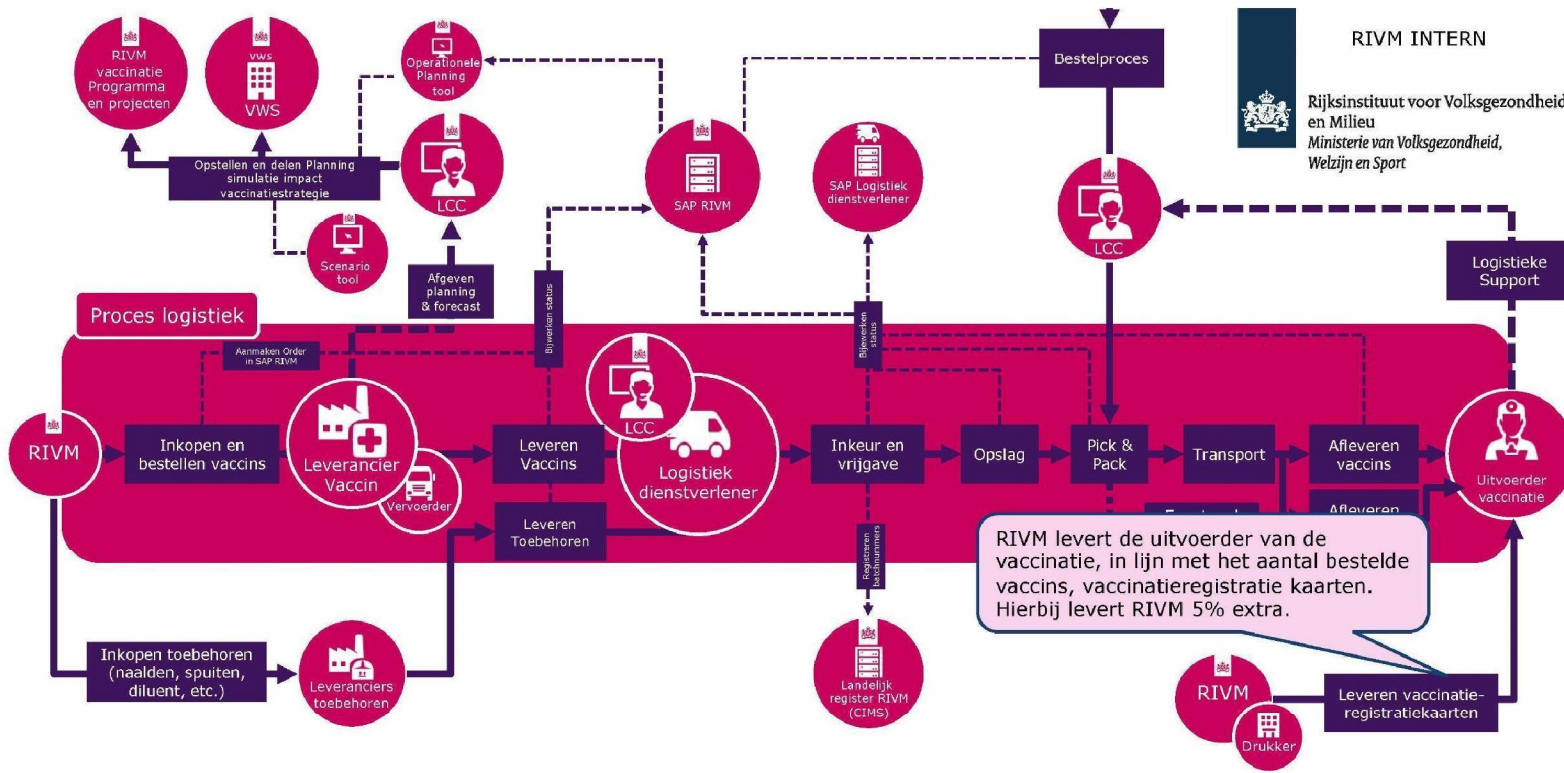 RIVM
vaccinatie
Programma
en projecten
vws
VWS
Operationele
Planning
tool
Bestelproces
RIVM INTERN
Rijksinstituut voor Volksgezondheid
en Milieu
Ministerie van Volksgezondheid,
Welzijn en Sport
Opstellen en delen Planning
simulatie impact
vaccinatiestrategie
LCC
SAP RIVM
SAP Logistiek
dienstverlener
LCC
Scenario
tool
Afgeven
planning
& forecast
Logistieke
Support
Proces logistiek
Aanmaken Order
in SAP RIVM
Bijwerken status
Bijewerken
status
RIVM
Inkopen en
bestellen vaccins
Leverancier
Vaccin
Vervoerder
Leveren
Vaccins
LCC
Logistiek
dienstverlener
Inkeur en
vrijgave
Opslag
Pick &
Pack
Transport
Afleveren
vaccins
Uitvoerder
vaccinatie
Leveren
Toebehoren
Afleveren
Registreren
batchnummers
RIVM levert de uitvoerder van de
vaccinatie, in lijn met het aantal bestelde
vaccins, vaccinatieregistratie kaarten.
Hierbij levert RIVM 5% extra.
Inkopen toebehoren
(naalden, spuiten,
diluent, etc.)
Leveranciers
toebehoren
Landelijk
register RIVM
(CIMS)
RIVM
Drukker
Leveren vaccinatie-
registratiekaarten